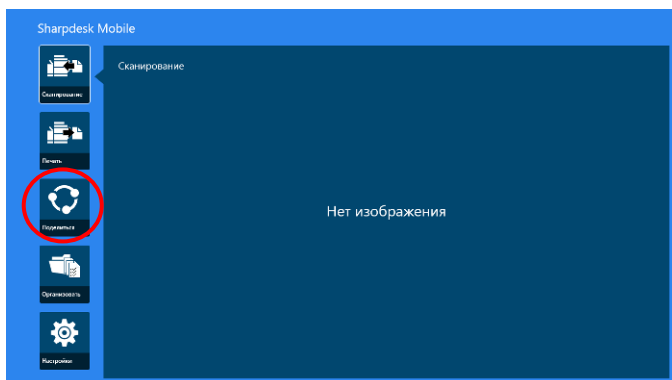 Sharpdesk Mobile
Сканирование
Сканирование
Печать
Поделиться
Нет изображения
Организовать
Настройки